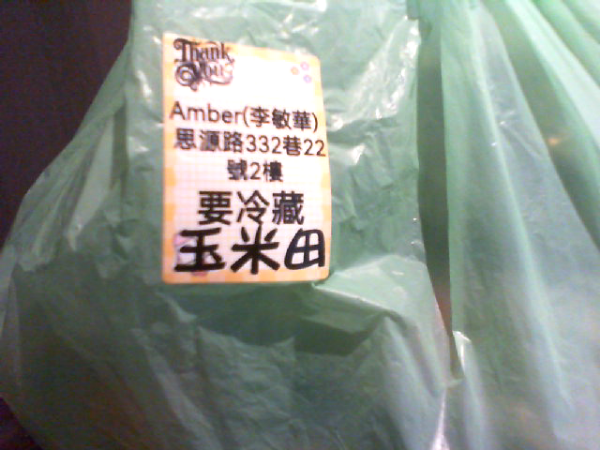 Thank
You
Amber(李敏華)
思源路332巷22
號2樓
要冷藏
玉米田